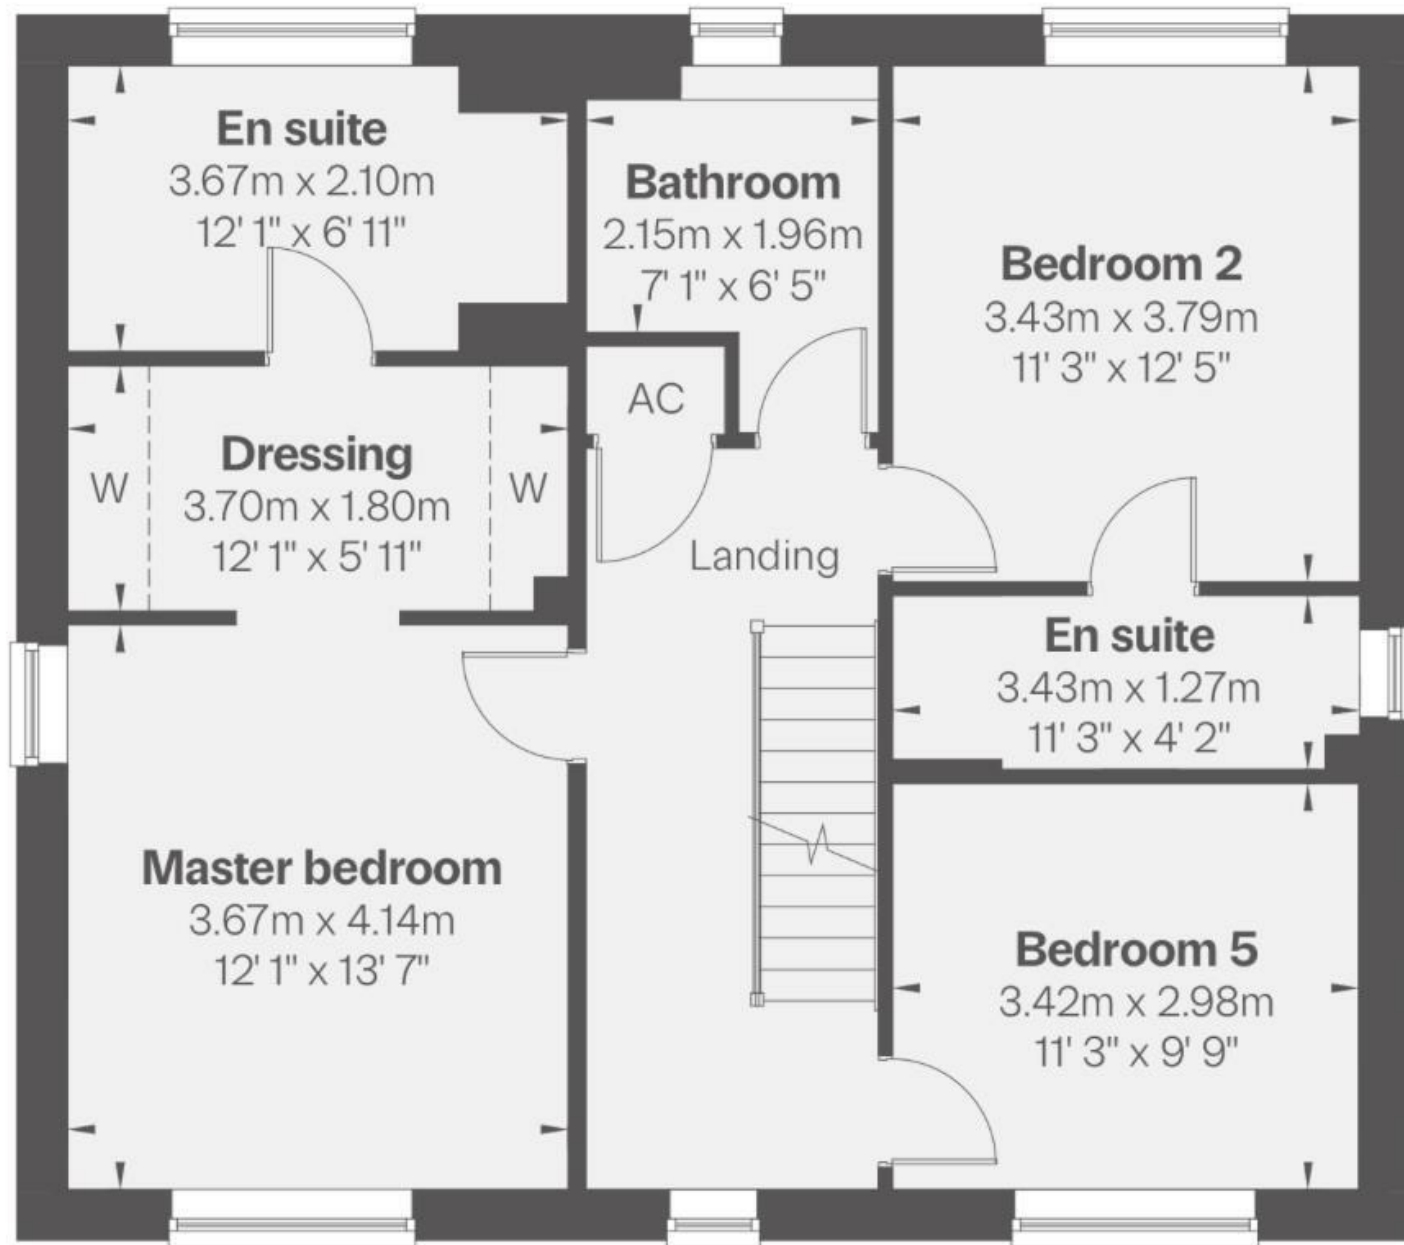 En suite
3.67m x 2.10m
12' 1" x 6' 11"
Bathroom
2.15m x 1.96m
7' 1" x 6' 5"
Bedroom 2
3.43m x 3.79m
11' 3" x 12' 5"
AC
W
Dressing
3.70m x 1.80m
12' 1" x 5' 11"
W
Landing
En suite
3.43m x 1.27m
11' 3" x 4' 2"
Master bedroom
3.67m x 4.14m
12' 1" x 13' 7"
Bedroom 5
3.42m x 2.98m
11' 3" x 9' 9"